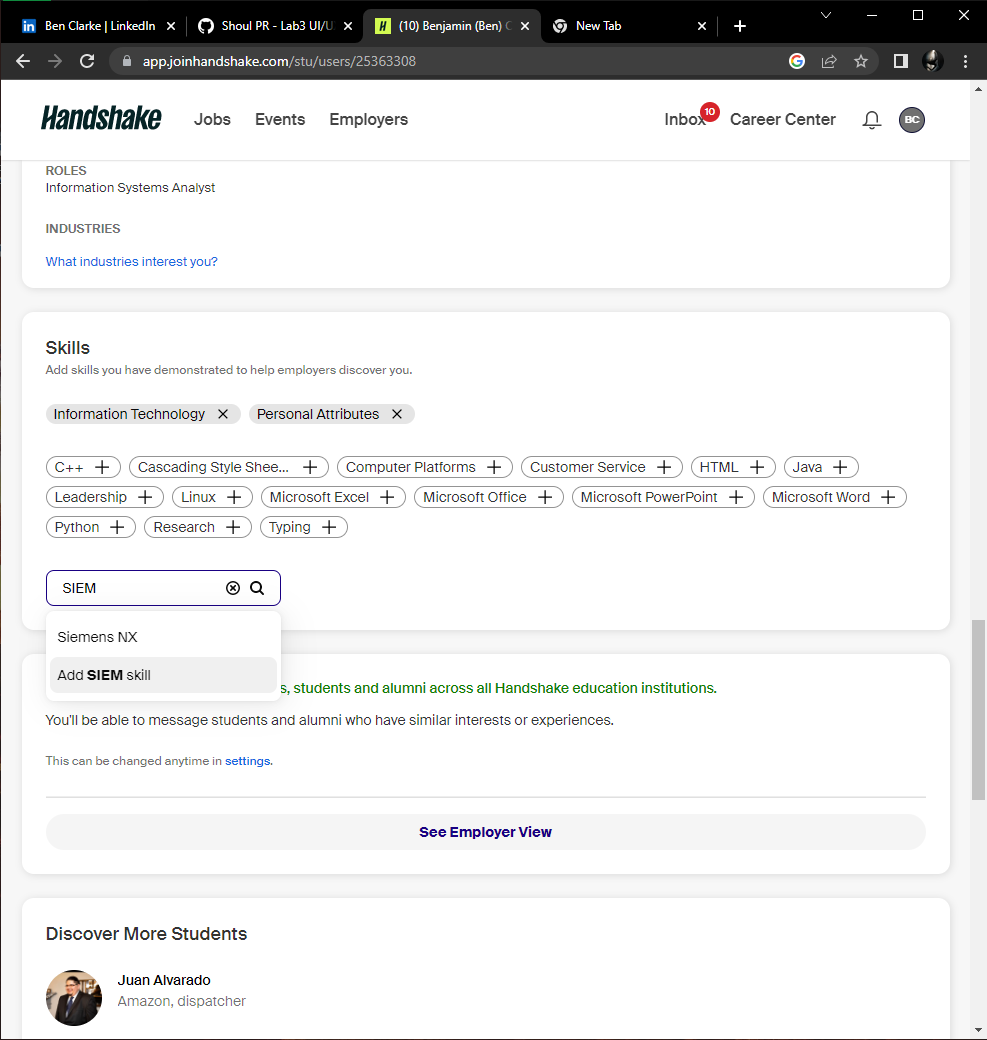 Ben Clarke | LinkedIn
Shoul PR - Lab3 UI/U
H
(10) Benjamin (Ben) C
New Tab
app.joinhandshake.com/stu/users/25363308
Handshake
Jobs
Events
Employers
Inbox
10
Career Center
BC
ROLES
Information Systems Analyst
INDUSTRIES
What industries interest you?
Skills
Add skills you have demonstrated to help employers discover you.
Information Technology
Personal Attributes
C++
Cascading Style Shee...
Computer Platforms
Customer Service
HTML
Java
Leadership
Linux
Microsoft Excel
Microsoft Office
Microsoft PowerPoint
Microsoft Word
Python
Research
Typing
SIEM
Siemens NX
Add SIEM skill
s, students and alumni across all Handshake education institutions.
You'll be able to message students and alumni who have similar interests or experiences.
This can be changed anytime in settings.
See Employer View
Discover More Students
Juan Alvarado
Amazon, dispatcher